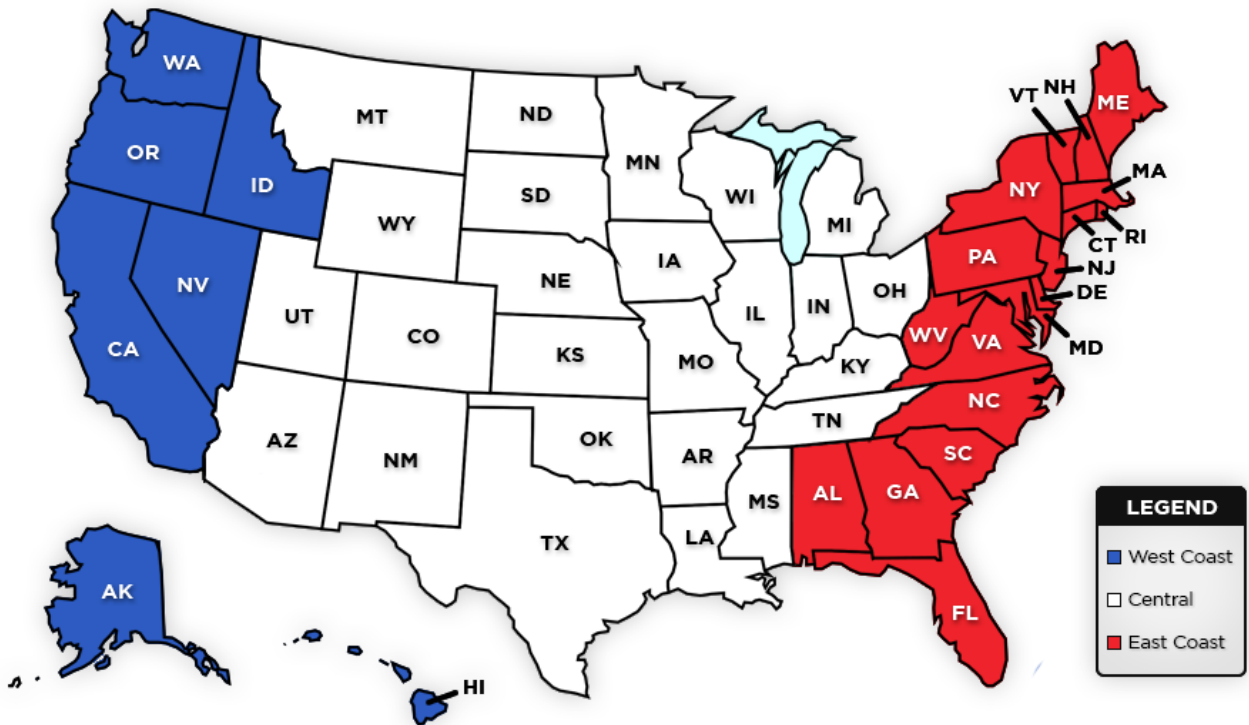 WA
MT
ND
MN
VT
NH
ME
OR
ID
SD
WI
MI
NY
MA
WY
IA
CT
RI
NV
UT
NE
IL
IN
OH
PA
NJ
DE
CA
CO
KS
MO
KY
WV
VA
MD
AZ
NM
OK
AR
TN
NC
SC
TX
LA
MS
AL
GA
FL
AK
HI
LEGEND
West Coast
Central
East Coast